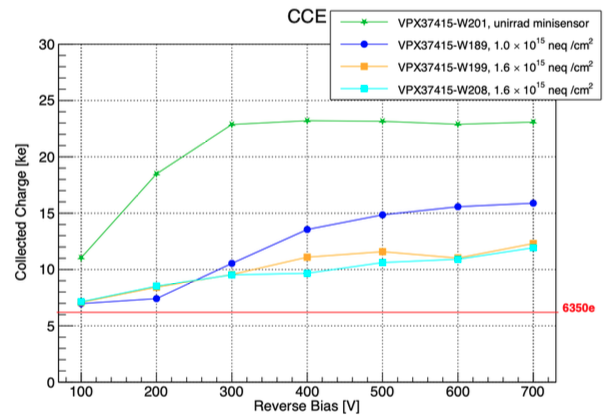 CCE
VPX37415-W201, unirrad minisensor
VPX37415-W189, 1.0 × 10¹⁵ neq /cm²
VPX37415-W199, 1.6 × 10¹⁵ neq /cm²
VPX37415-W208, 1.6 × 10¹⁵ neq /cm²
Collected Charge [ke]
30
25
20
15
10
5
0
6350e
100 200 300 400 500 600 700
Reverse Bias [V]